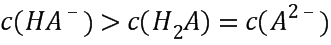 c(HA⁻) > c(H₂A) = c(A²⁻)